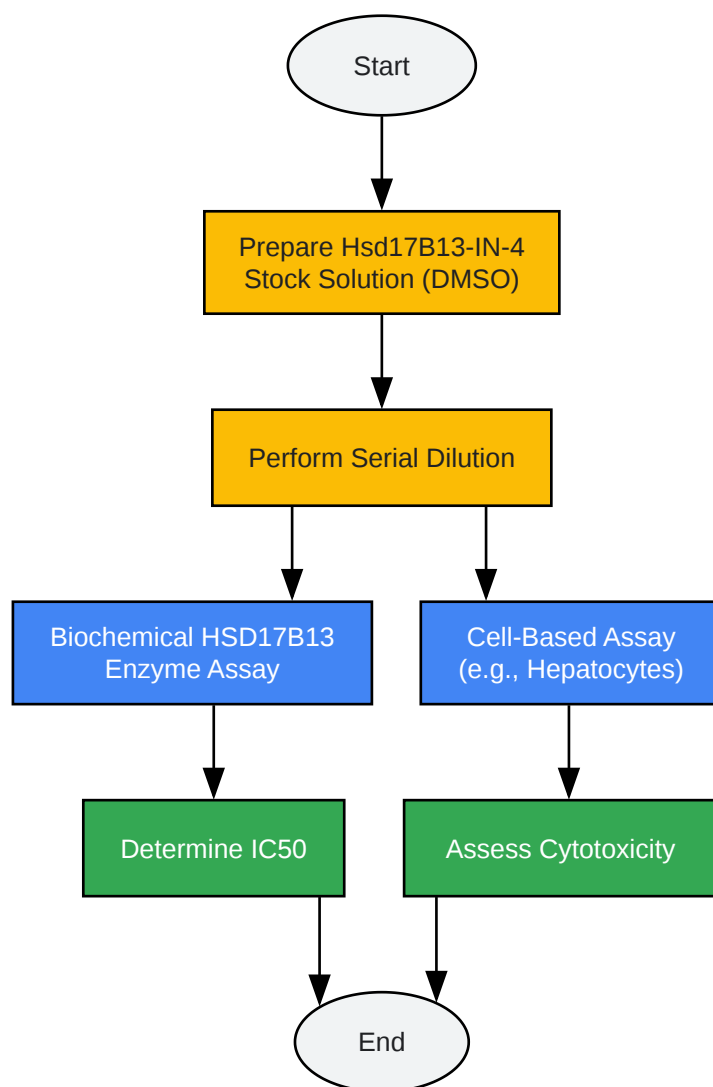 Start
Prepare Hsd17B13-IN-4
Stock Solution (DMSO)
Perform Serial Dilution
Biochemical HSD17B13
Enzyme Assay
Cell-Based Assay
(e.g., Hepatocytes)
Determine IC50
Assess Cytotoxicity
End